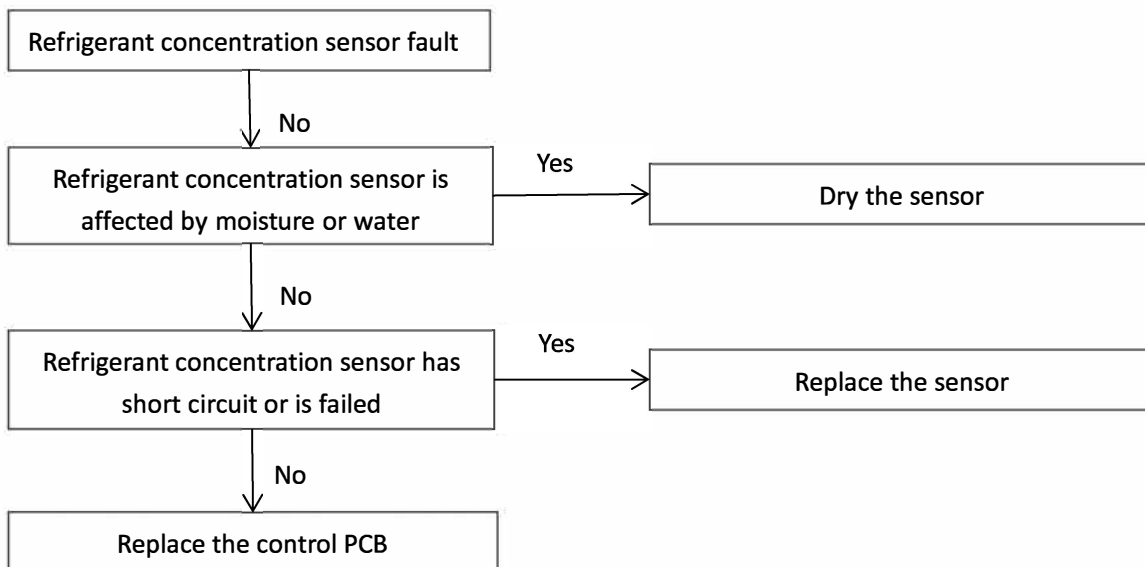 Refrigerant concentration sensor fault
No
Refrigerant concentration sensor is
affected by moisture or water
Yes
Dry the sensor
No
Refrigerant concentration sensor has
short circuit or is failed
Yes
Replace the sensor
No
Replace the control PCB